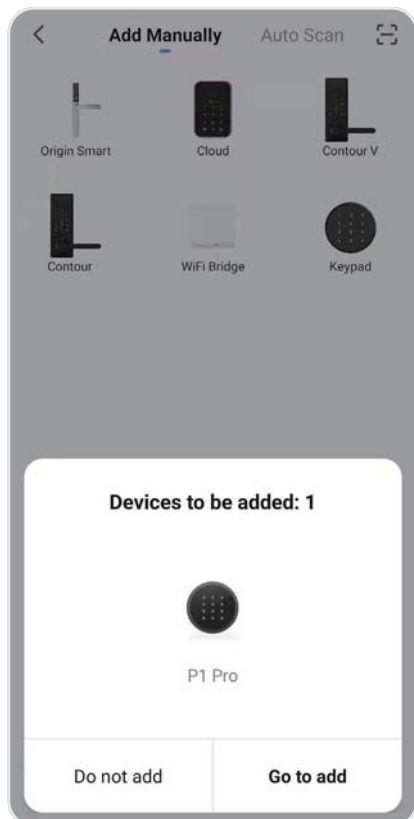 Add Manually Auto Scan
Origin Smart Cloud Contour V
Contour WiFi Bridge Keypad
Devices to be added: 1
P1 Pro
Do not add Go to add